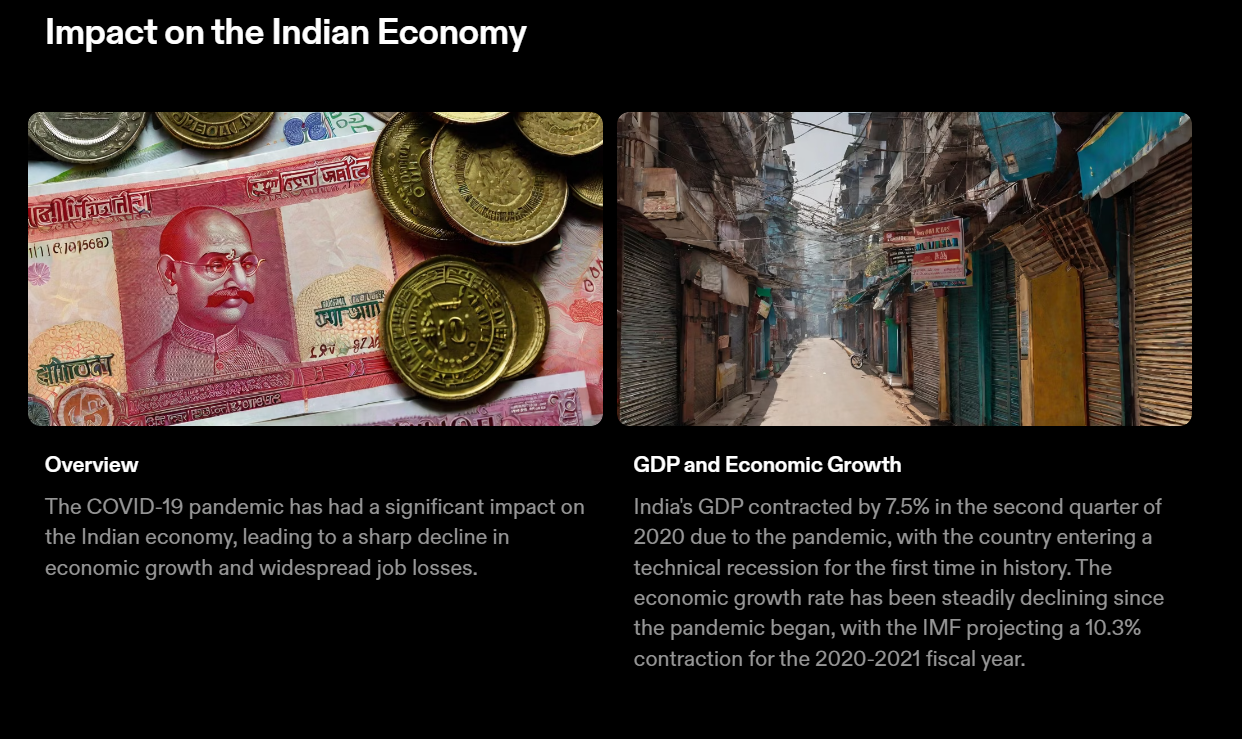 Impact on the Indian Economy
Overview
The COVID-19 pandemic has had a significant impact on
the Indian economy, leading to a sharp decline in
economic growth and widespread job losses.
GDP and Economic Growth
India's GDP contracted by 7.5% in the second quarter of
2020 due to the pandemic, with the country entering a
technical recession for the first time in history. The
economic growth rate has been steadily declining since
the pandemic began, with the IMF projecting a 10.3%
contraction for the 2020-2021 fiscal year.